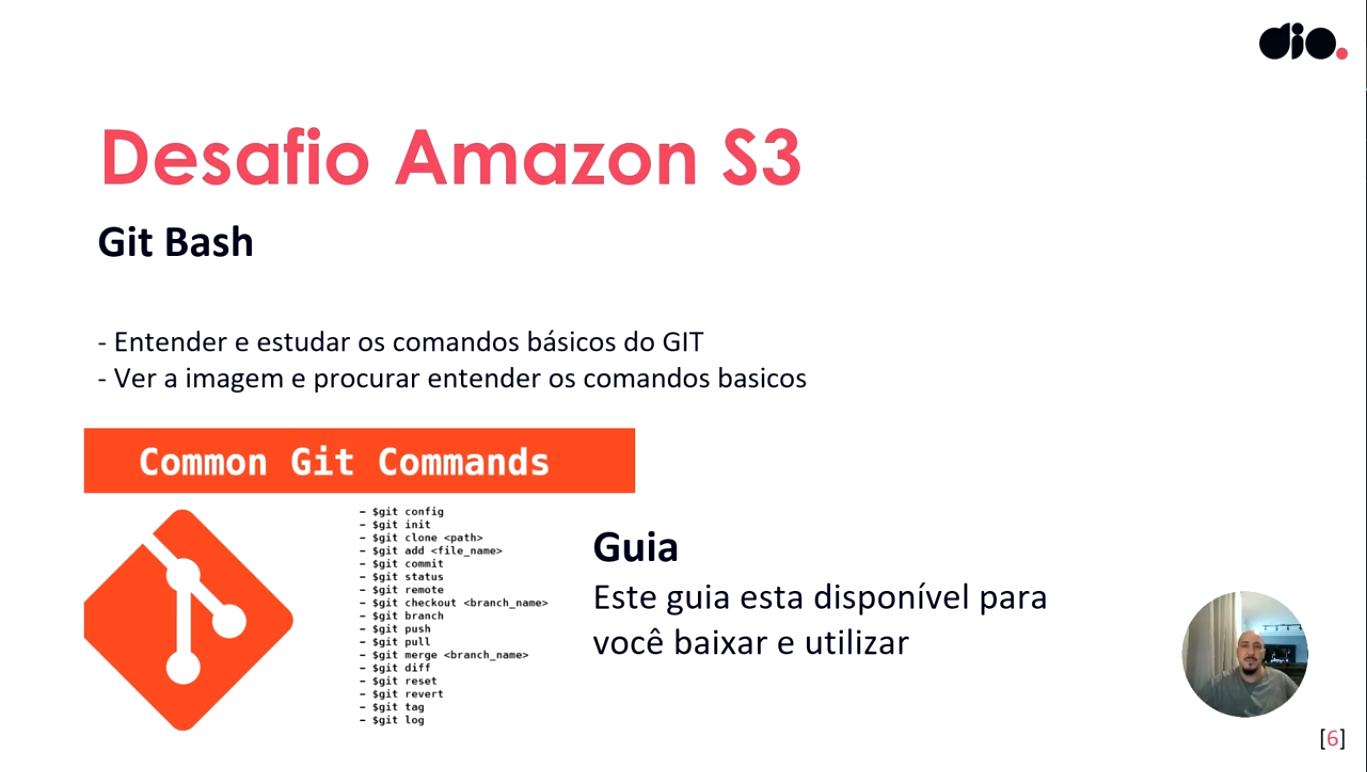 dio.
Desafio Amazon S3
Git Bash
- Entender e estudar os comandos básicos do GIT
- Ver a imagem e procurar entender os comandos basicos
Common Git Commands
- $git config
- $git init
- $git clone <path>
- $git add <file_name>
- $git commit
- $git status
- $git remote
- $git checkout <branch_name>
- $git branch
- $git push
- $git pull
- $git merge <branch_name>
- $git diff
- $git reset
- $git revert
- $git tag
- $git log
Guia
Este guia esta disponível para
você baixar e utilizar
[6]